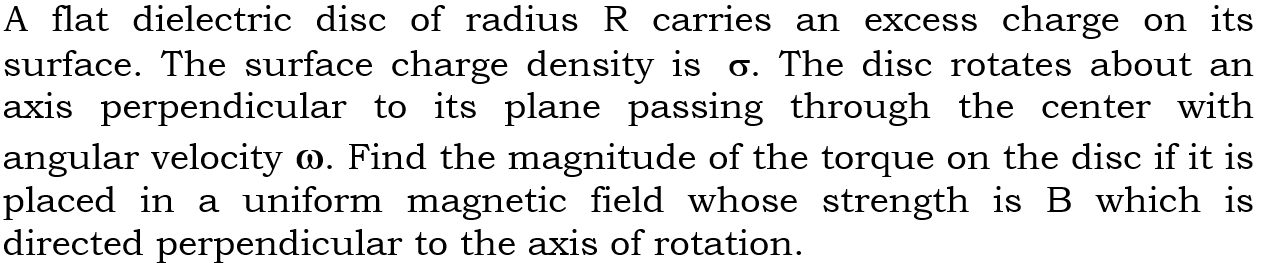 A flat dielectric disc of radius R carries an excess charge on its
surface. The surface charge density is σ. The disc rotates about an
axis perpendicular to its plane passing through the center with
angular velocity ω. Find the magnitude of the torque on the disc if it is
placed in a uniform magnetic field whose strength is B which is
directed perpendicular to the axis of rotation.